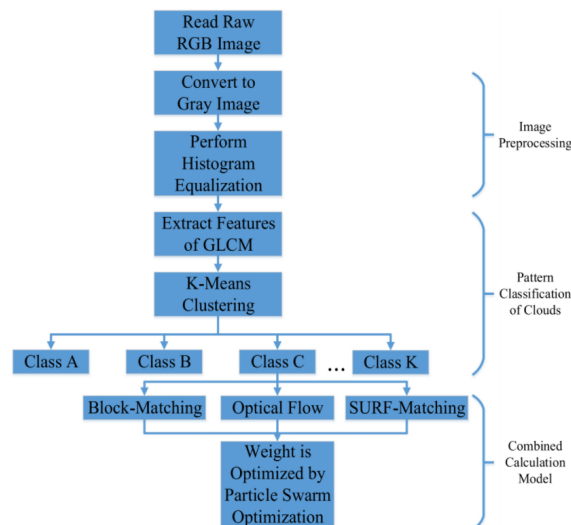 Read Raw
RGB Image
Convert to
Gray Image
Image
Preprocessing
Perform
Histogram
Equalization
Extract Features
of GLCM
K-Means
Clustering
Pattern
Classification
of Clouds
Class A
Class B
Class C
...
Class K
Block-Matching
Optical Flow
SURF-Matching
Combined
Calculation
Model
Weight is
Optimized by
Particle Swarm
Optimization